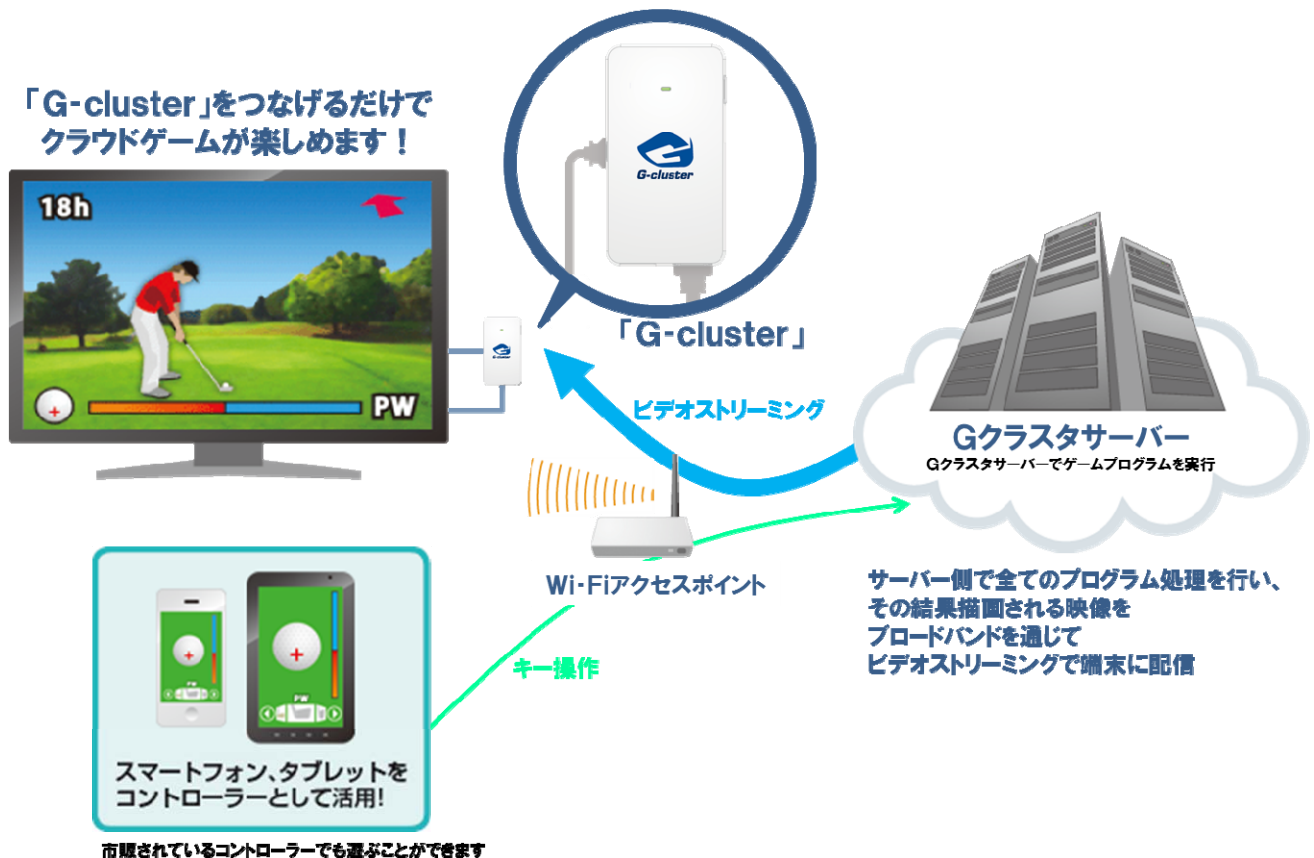 「G-cluster」をつなげるだけで
クラウドゲームが楽しめます！
18h
PW
G-cluster
「G-cluster」
ビデオストリーミング
Gクラスタサーバー
Gクラスタサーバーでゲームプログラムを実行
Wi-Fiアクセスポイント
サーバー側で全てのプログラム処理を行い、
その結果描画される映像を
ブロードバンドを通じて
ビデオストリーミングで端末に配信
キー操作
PW
PW
スマートフォン、タブレットを
コントローラーとして活用!
市販されているコントローラーでも遊ぶことができます